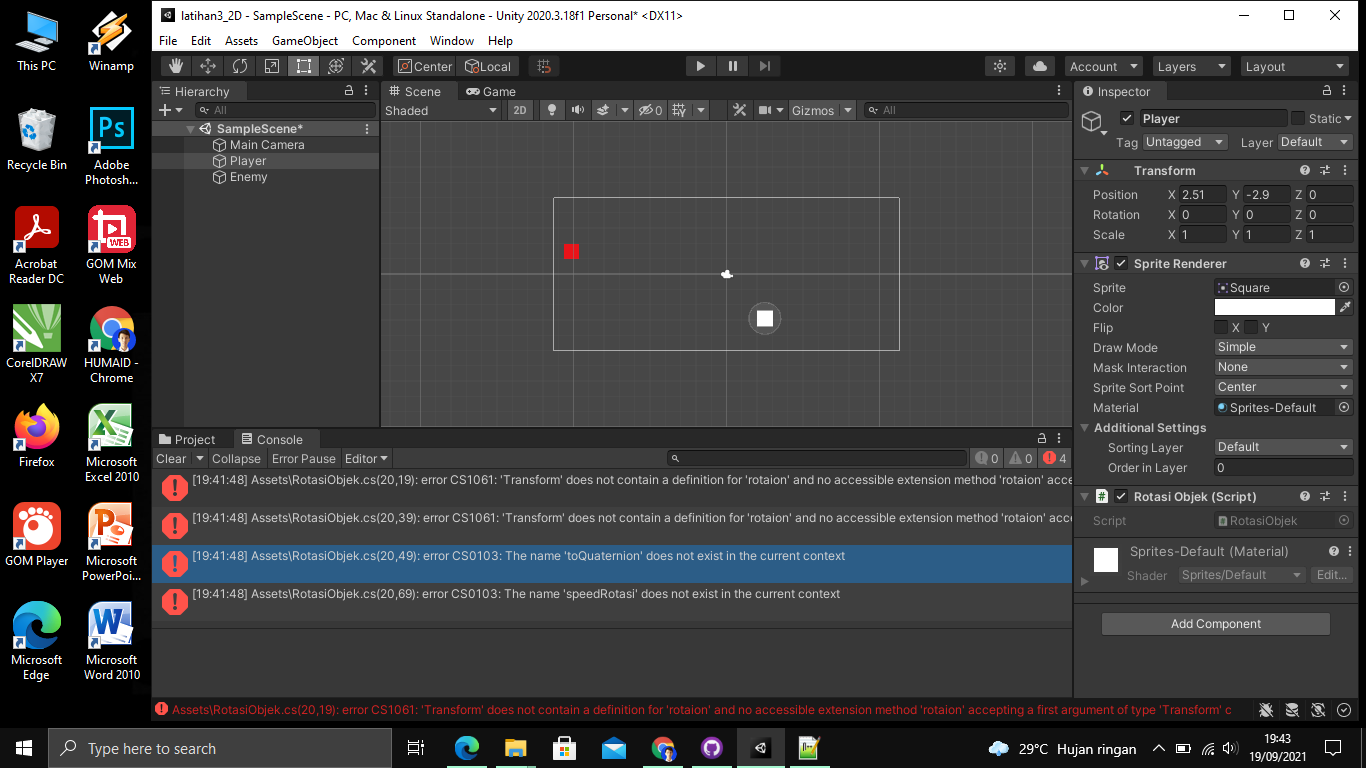 latihan3_2D - SampleScene - PC, Mac & Linux Standalone - Unity 2020.3.18f1 Personal* <DX11>
File Edit Assets GameObject Component Window Help
Center Local
Account Layers Layout
This PC
Winamp
Recycle Bin
Ps
Adobe
Photosh...
Acrobat
Reader DC
WEB
GOM Mix
Web
CorelDRAW
X7
HUMAID -
Chrome
Firefox
Microsoft
Excel 2010
GOM Player
Microsoft
PowerPoi...
Microsoft
Edge
Microsoft
Word 2010
Hierarchy
All
SampleScene*
Main Camera
Player
Enemy
Scene Game
Shaded 2D 0 Gizmos All
Inspector
Player Static
Tag Untagged Layer Default
Transform
Position X 2.51 Y -2.9 Z 0
Rotation X 0 Y 0 Z 0
Scale X 1 Y 1 Z 1
Sprite Renderer
Sprite Square
Color
Flip X Y
Draw Mode Simple
Mask Interaction None
Sprite Sort Point Center
Material Sprites-Default
Additional Settings
Sorting Layer Default
Order in Layer 0
# Rotasi Objek (Script)
Script RotasiObjek
Sprites-Default (Material)
Shader Sprites/Default Edit...
Add Component
Project Console
Clear Collapse Error Pause Editor 0 0 4
[19:41:48] Assets\RotasiObjek.cs(20,19): error CS1061: 'Transform' does not contain a definition for 'rotaion' and no accessible extension method 'rotaion' acce
[19:41:48] Assets\RotasiObjek.cs(20,39): error CS1061: 'Transform' does not contain a definition for 'rotaion' and no accessible extension method 'rotaion' acce
[19:41:48] Assets\RotasiObjek.cs(20,49): error CS0103: The name 'toQuaternion' does not exist in the current context
[19:41:48] Assets\RotasiObjek.cs(20,69): error CS0103: The name 'speedRotasi' does not exist in the current context
Assets\RotasiObjek.cs(20,19): error CS1061: 'Transform' does not contain a definition for 'rotaion' and no accessible extension method 'rotaion' accepting a first argument of type 'Transform' c
Type here to search
29°C Hujan ringan
19:43
19/09/2021